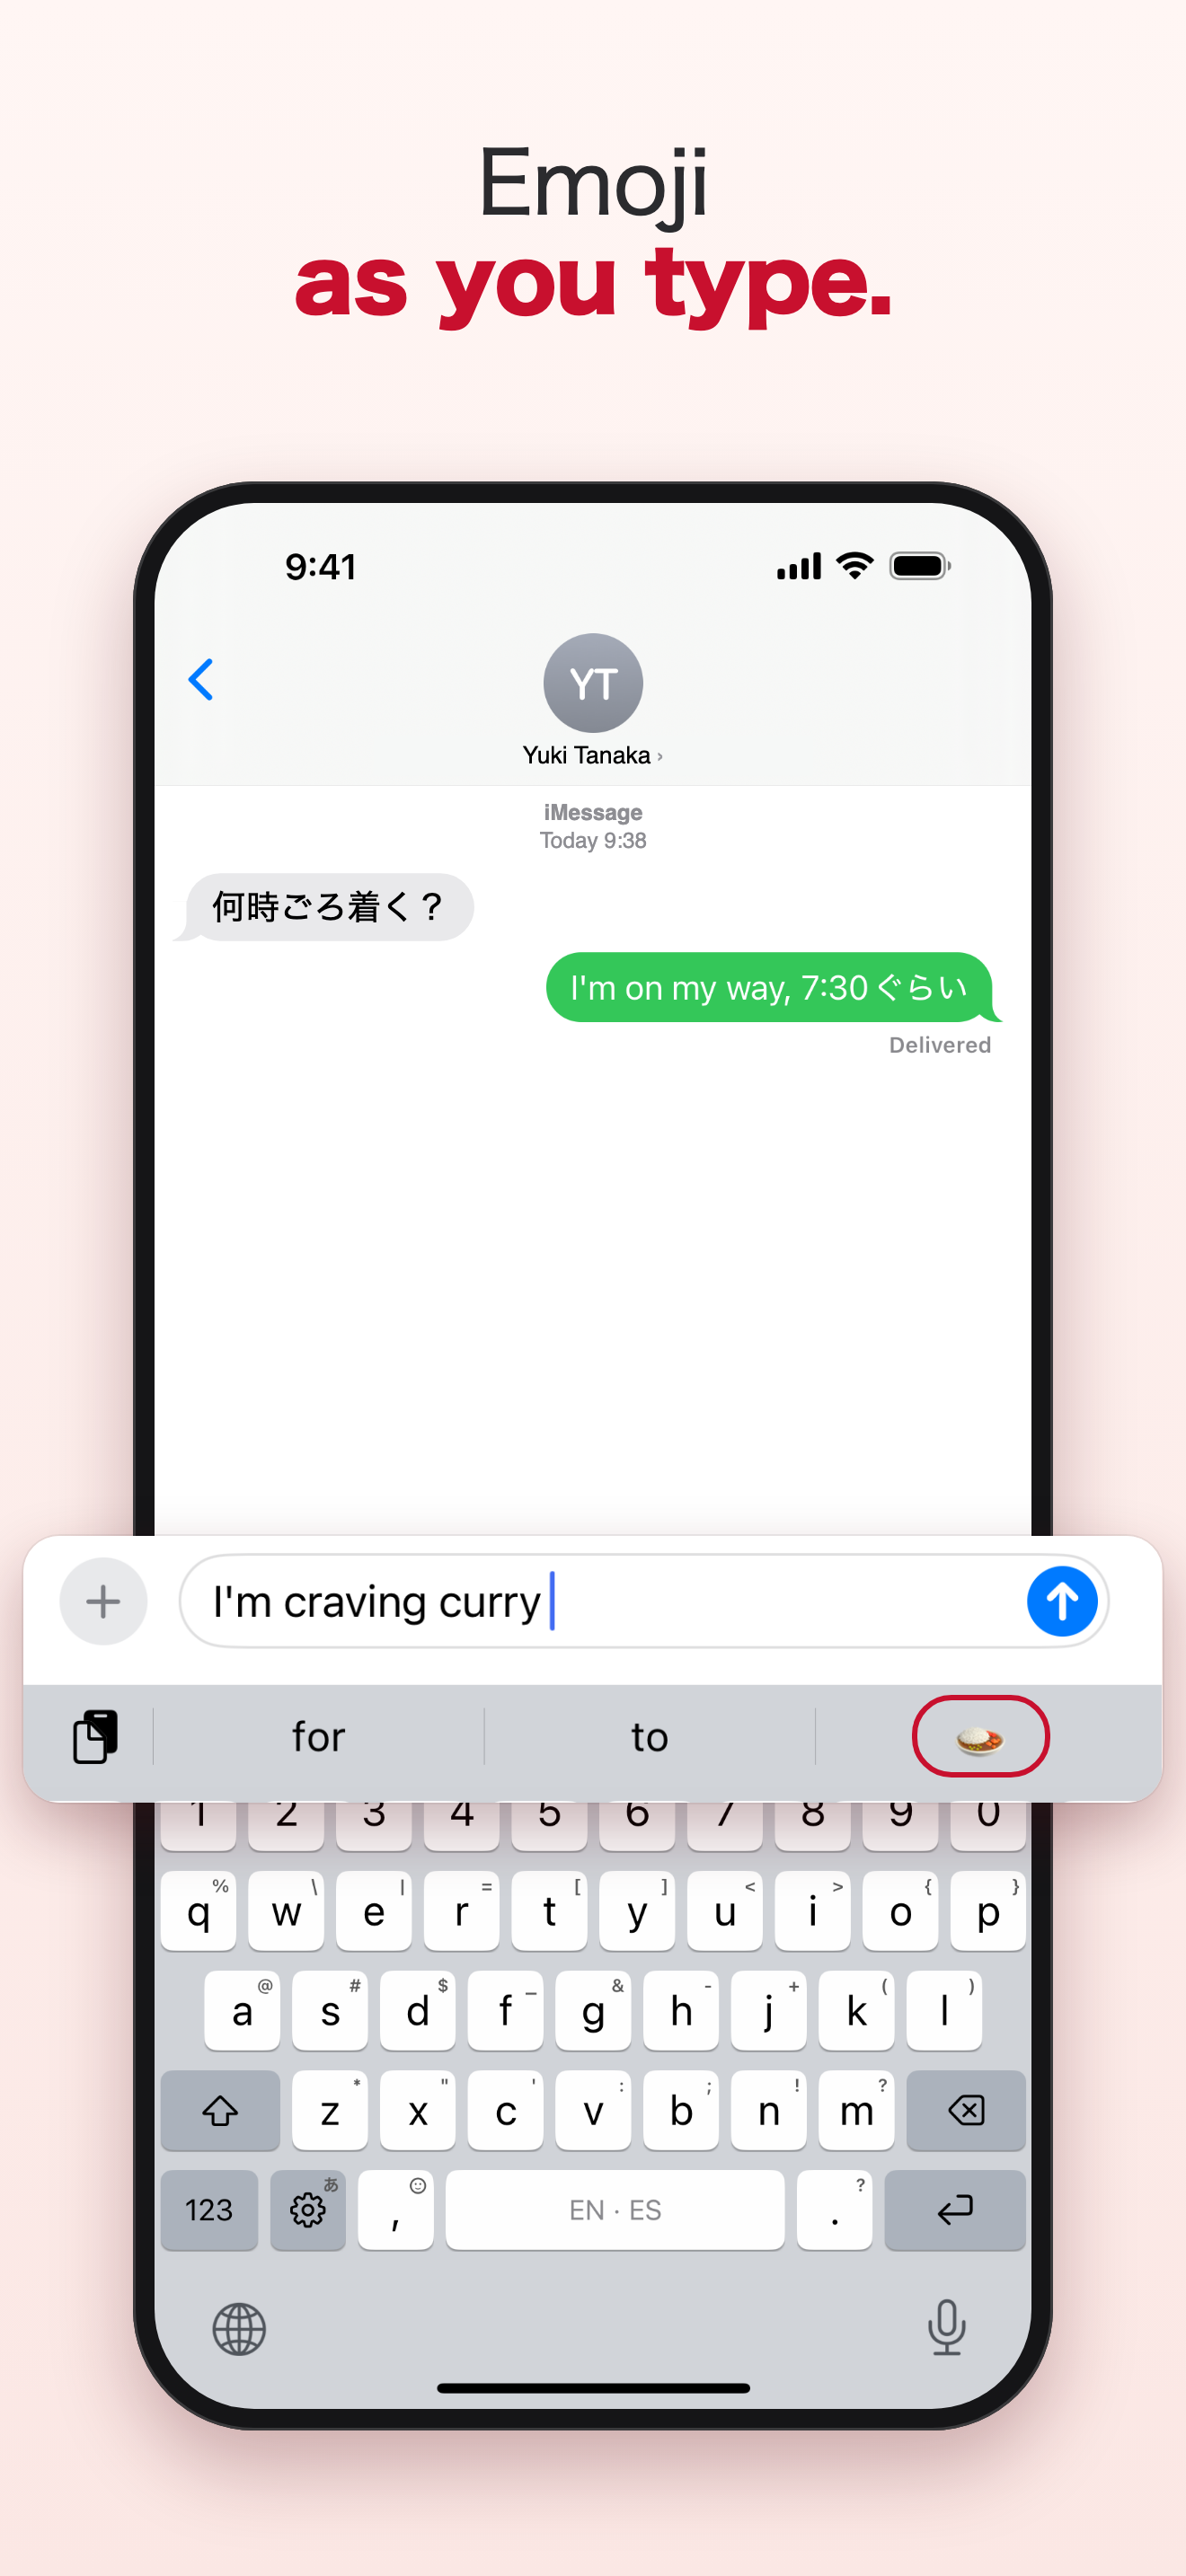 Emoji
as you type.
9:41
YT
Yuki Tanaka ›
iMessage
Today 9:38
何時ごろ着く？
I'm on my way, 7:30ぐらい
Delivered
I'm craving curry
for to 🍛
1 2 3 4 5 6 7 8 9 0
% \ | = [ ] < > { }
q w e r t y u i o p
@ # $ _ & - + ( )
a s d f g h j k l
* " ' : ; ! ?
z x c v b n m
あ ?
123 , EN · ES .